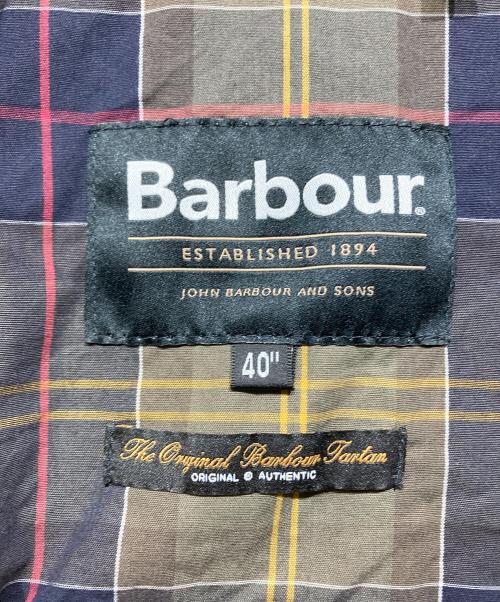 Barbour®
ESTABLISHED 1894
JOHN BARBOUR AND SONS
40"
The Original Barbour Tartan
ORIGINAL ® AUTHENTIC